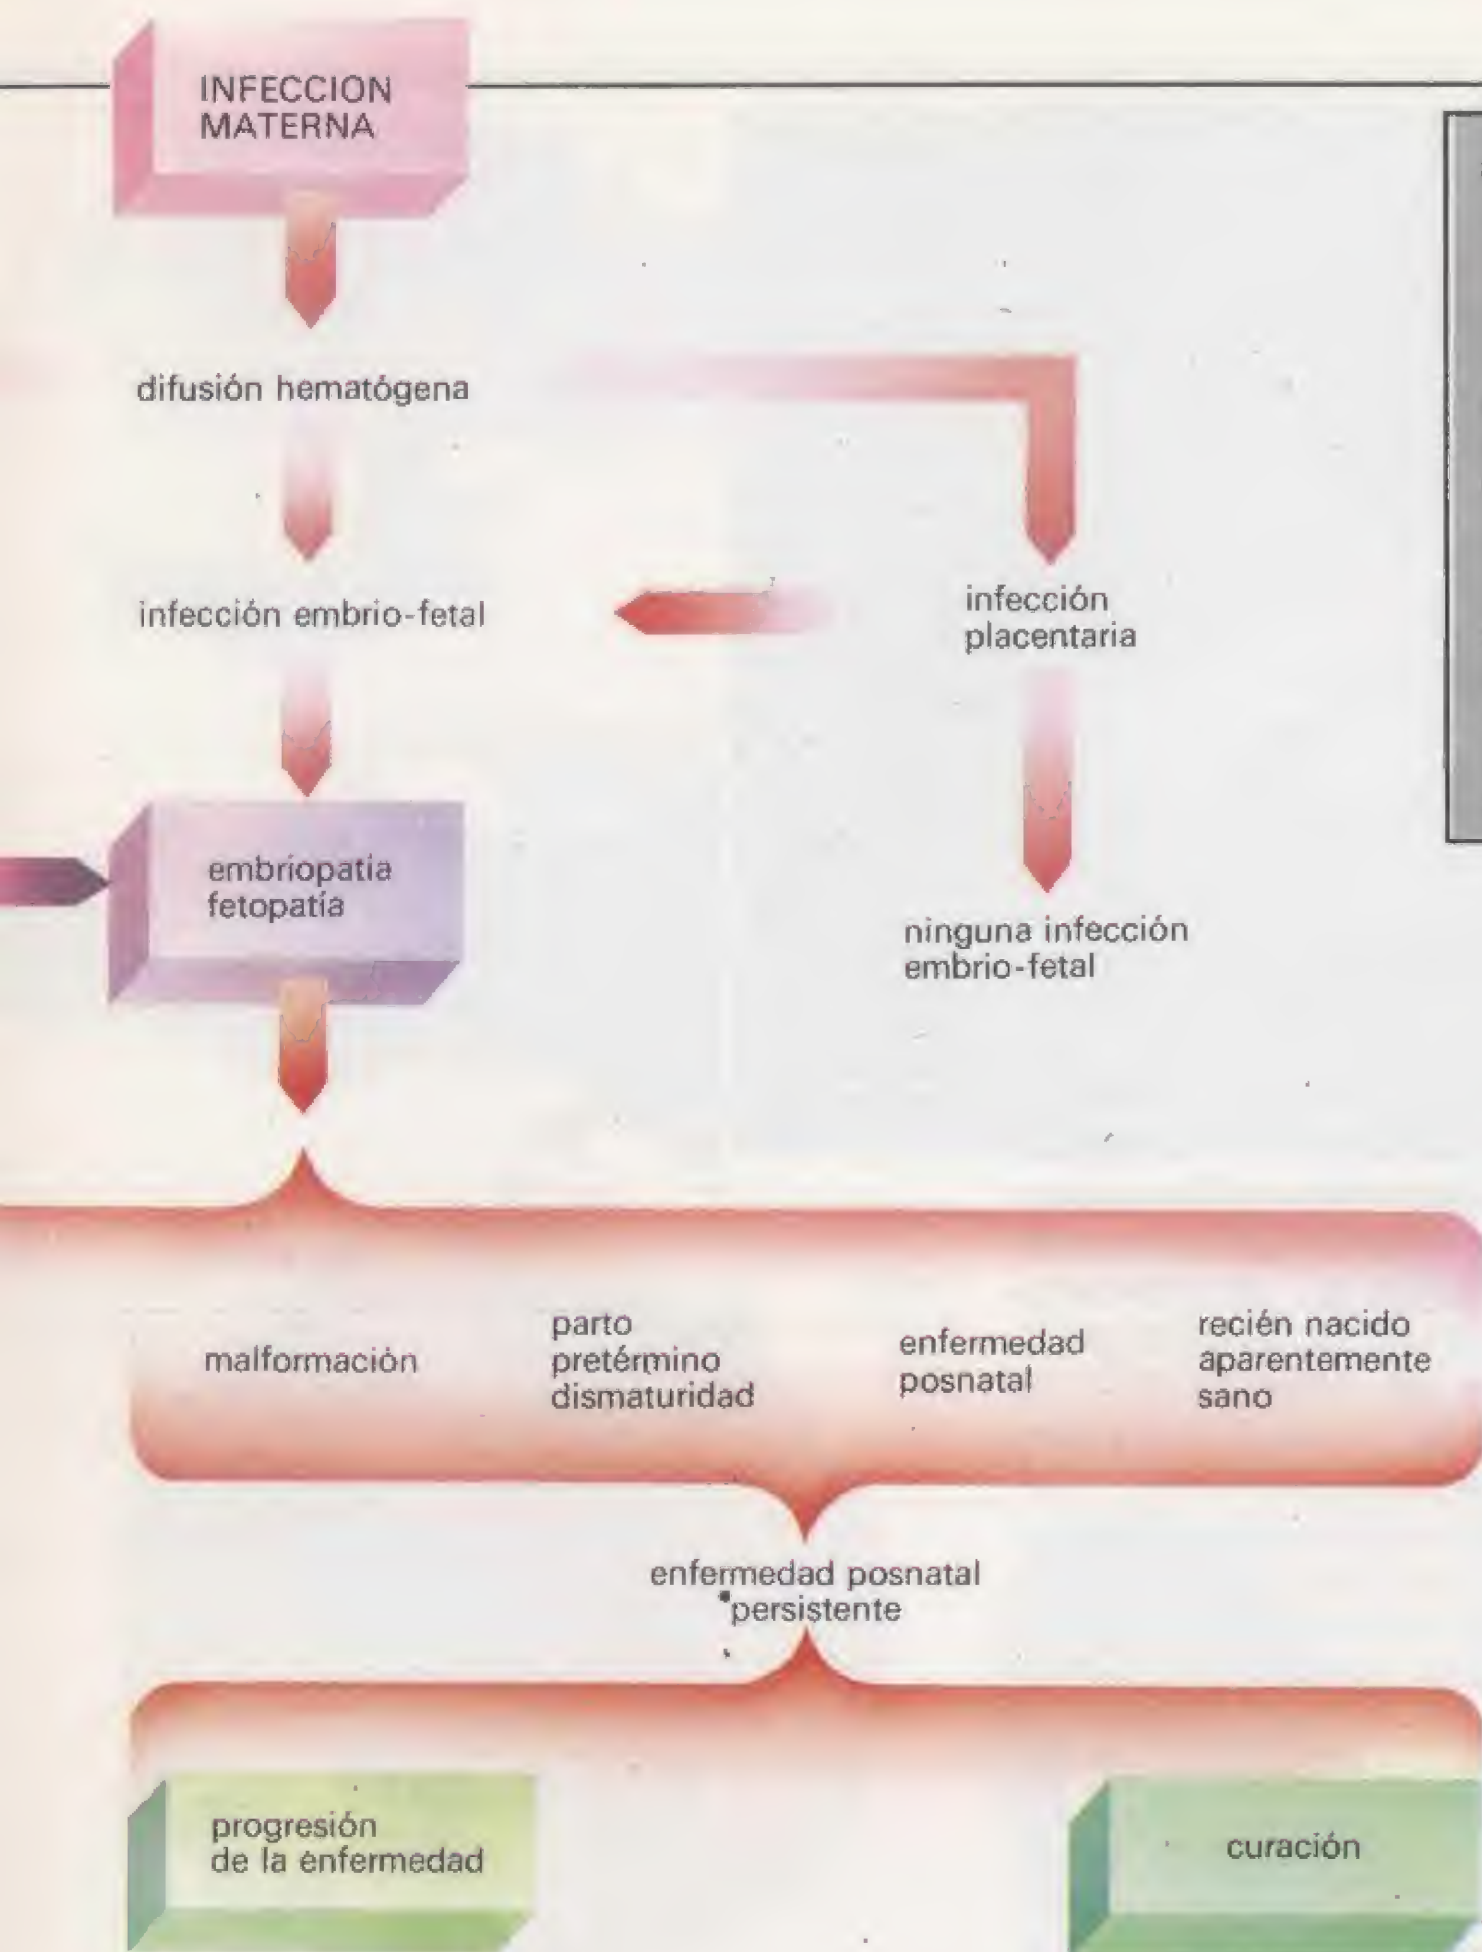 INFECCION
MATERNA
difusión hematógena
infección embrio-fetal
infección
placentaria
embriopatía
fetopatía
ninguna infección
embrio-fetal
malformación
parto
pretérmino
dismaturidad
enfermedad
posnatal
recién nacido
aparentemente
sano
enfermedad posnatal
persistente
progresión
de la enfermedad
curación